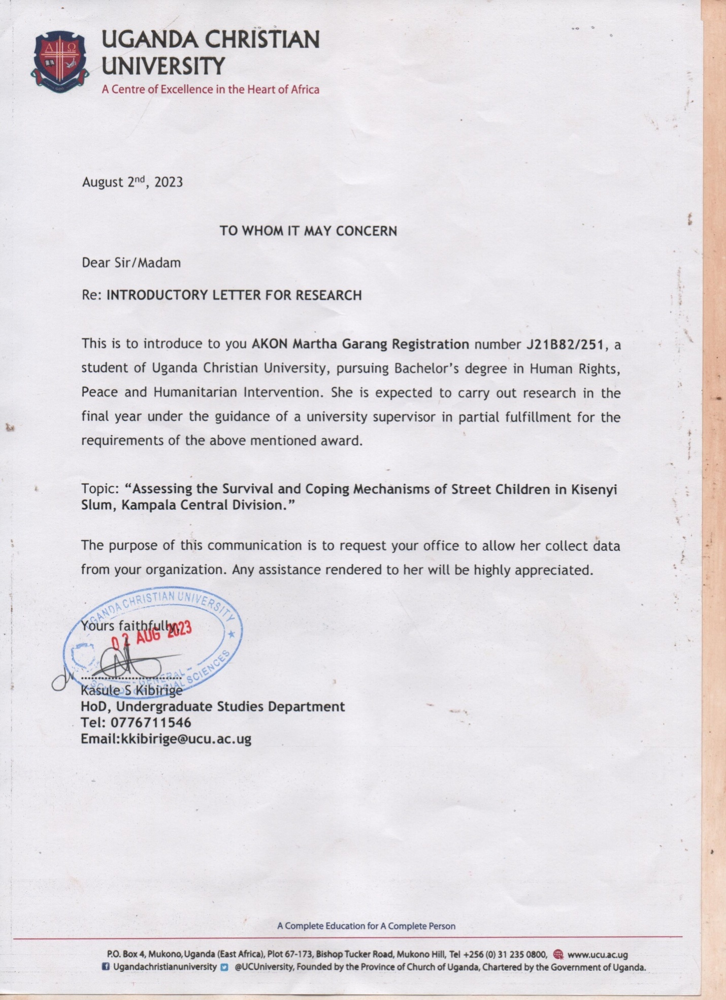 UGANDA CHRISTIAN
UNIVERSITY
A Centre of Excellence in the Heart of Africa
Α Ω
August 2nd, 2023
TO WHOM IT MAY CONCERN
Dear Sir/Madam
Re: INTRODUCTORY LETTER FOR RESEARCH
This is to introduce to you AKON Martha Garang Registration number J21B82/251, a
student of Uganda Christian University, pursuing Bachelor’s degree in Human Rights,
Peace and Humanitarian Intervention. She is expected to carry out research in the
final year under the guidance of a university supervisor in partial fulfillment for the
requirements of the above mentioned award.
Topic: “Assessing the Survival and Coping Mechanisms of Street Children in Kisenyi
Slum, Kampala Central Division.”
The purpose of this communication is to request your office to allow her collect data
from your organization. Any assistance rendered to her will be highly appreciated.
UGANDA CHRISTIAN UNIVERSITY
Yours faithfully,
02 AUG 2023
- GENERAL -
SCHOOL OF SOCIAL SCIENCES
Kasule S Kibirige
HoD, Undergraduate Studies Department
Tel: 0776711546
Email:kkibirige@ucu.ac.ug
A Complete Education for A Complete Person
P.O. Box 4, Mukono, Uganda (East Africa), Plot 67-173, Bishop Tucker Road, Mukono Hill, Tel +256 (0) 31 235 0800, www.ucu.ac.ug
Ugandachristianuniversity @UCUniversity, Founded by the Province of Church of Uganda, Chartered by the Government of Uganda.